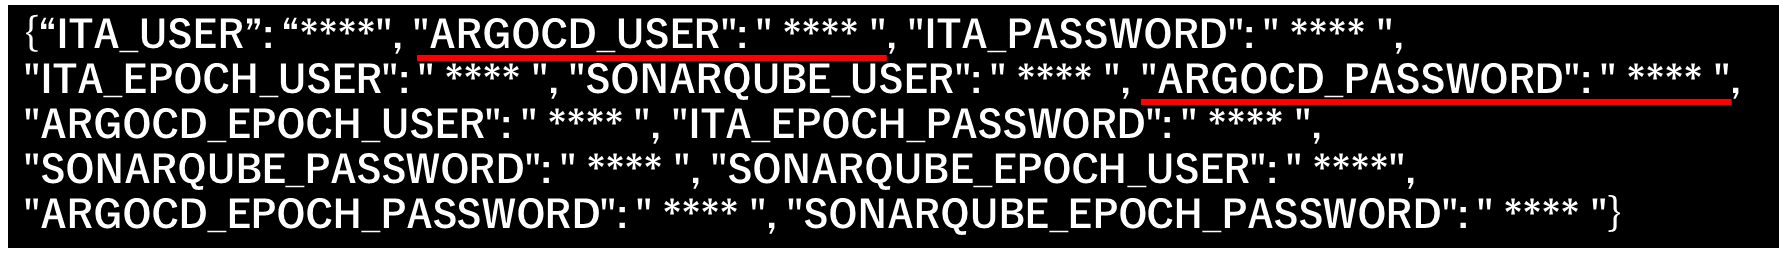 {“ITA_USER”: “****", "ARGOCD_USER": " **** ", "ITA_PASSWORD": " **** ",
"ITA_EPOCH_USER": " **** ", "SONARQUBE_USER": " **** ", "ARGOCD_PASSWORD": " **** ",
"ARGOCD_EPOCH_USER": " **** ", "ITA_EPOCH_PASSWORD": " **** ",
"SONARQUBE_PASSWORD": " **** ", "SONARQUBE_EPOCH_USER": " ****",
"ARGOCD_EPOCH_PASSWORD": " **** ", "SONARQUBE_EPOCH_PASSWORD": " **** "}